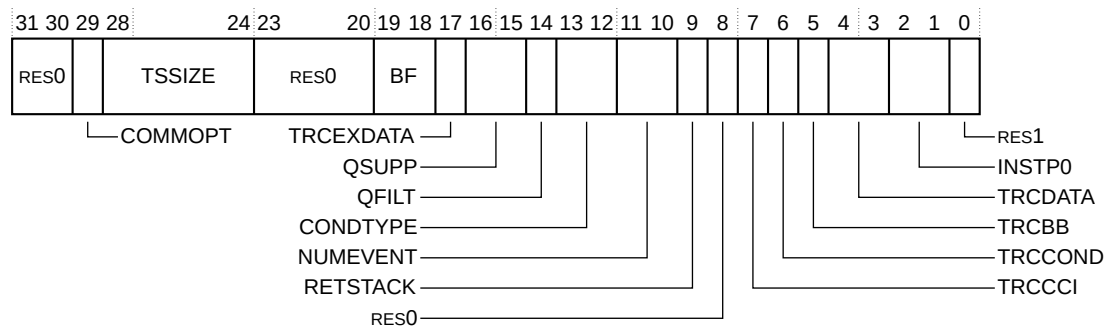 31 30 29 28 24 23 20 19 18 17 16 15 14 13 12 11 10 9 8 7 6 5 4 3 2 1 0
RES0 TSSIZE RES0 BF
COMMOPT TRCEXDATA RES1
QSUPP INSTP0
QFILT TRCDATA
CONDTYPE TRCBB
NUMEVENT TRCCOND
RETSTACK TRCCCI
RES0